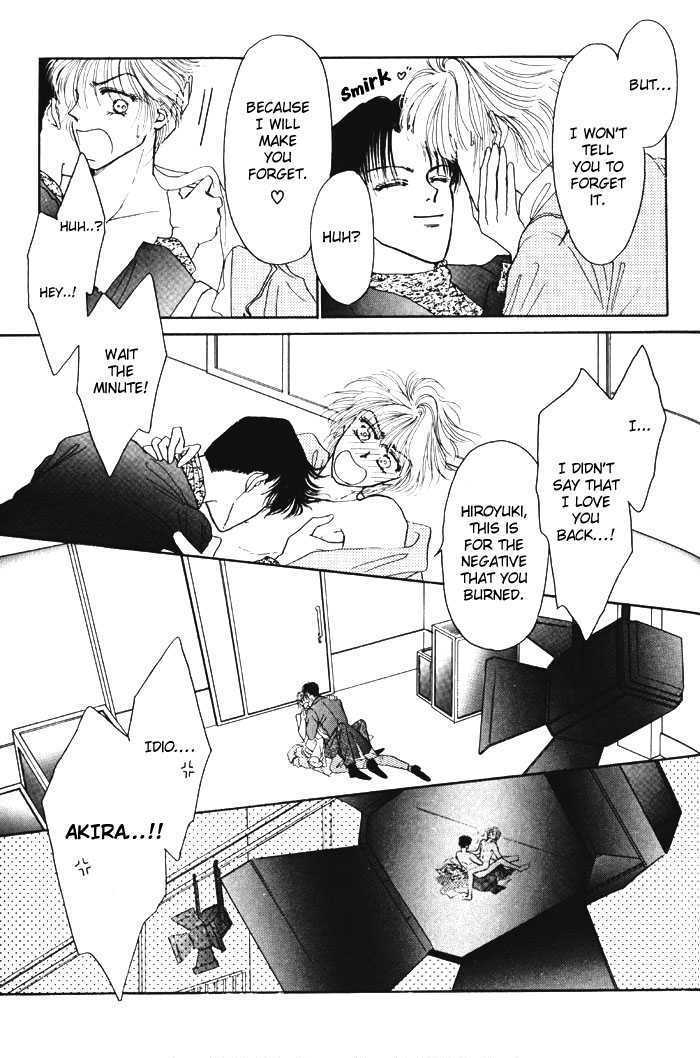 BUT...
I WON'T
TELL
YOU TO
FORGET
IT.
Smirk
HUH?
BECAUSE
I WILL
MAKE
YOU
FORGET.
♡
HUH..?
HEY..!
WAIT
THE
MINUTE!
I...
I DIDN'T
SAY THAT
I LOVE
YOU
BACK...!
HIROYUKI,
THIS IS
FOR THE
NEGATIVE
THAT YOU
BURNED.
IDIO....
AKIRA...!!